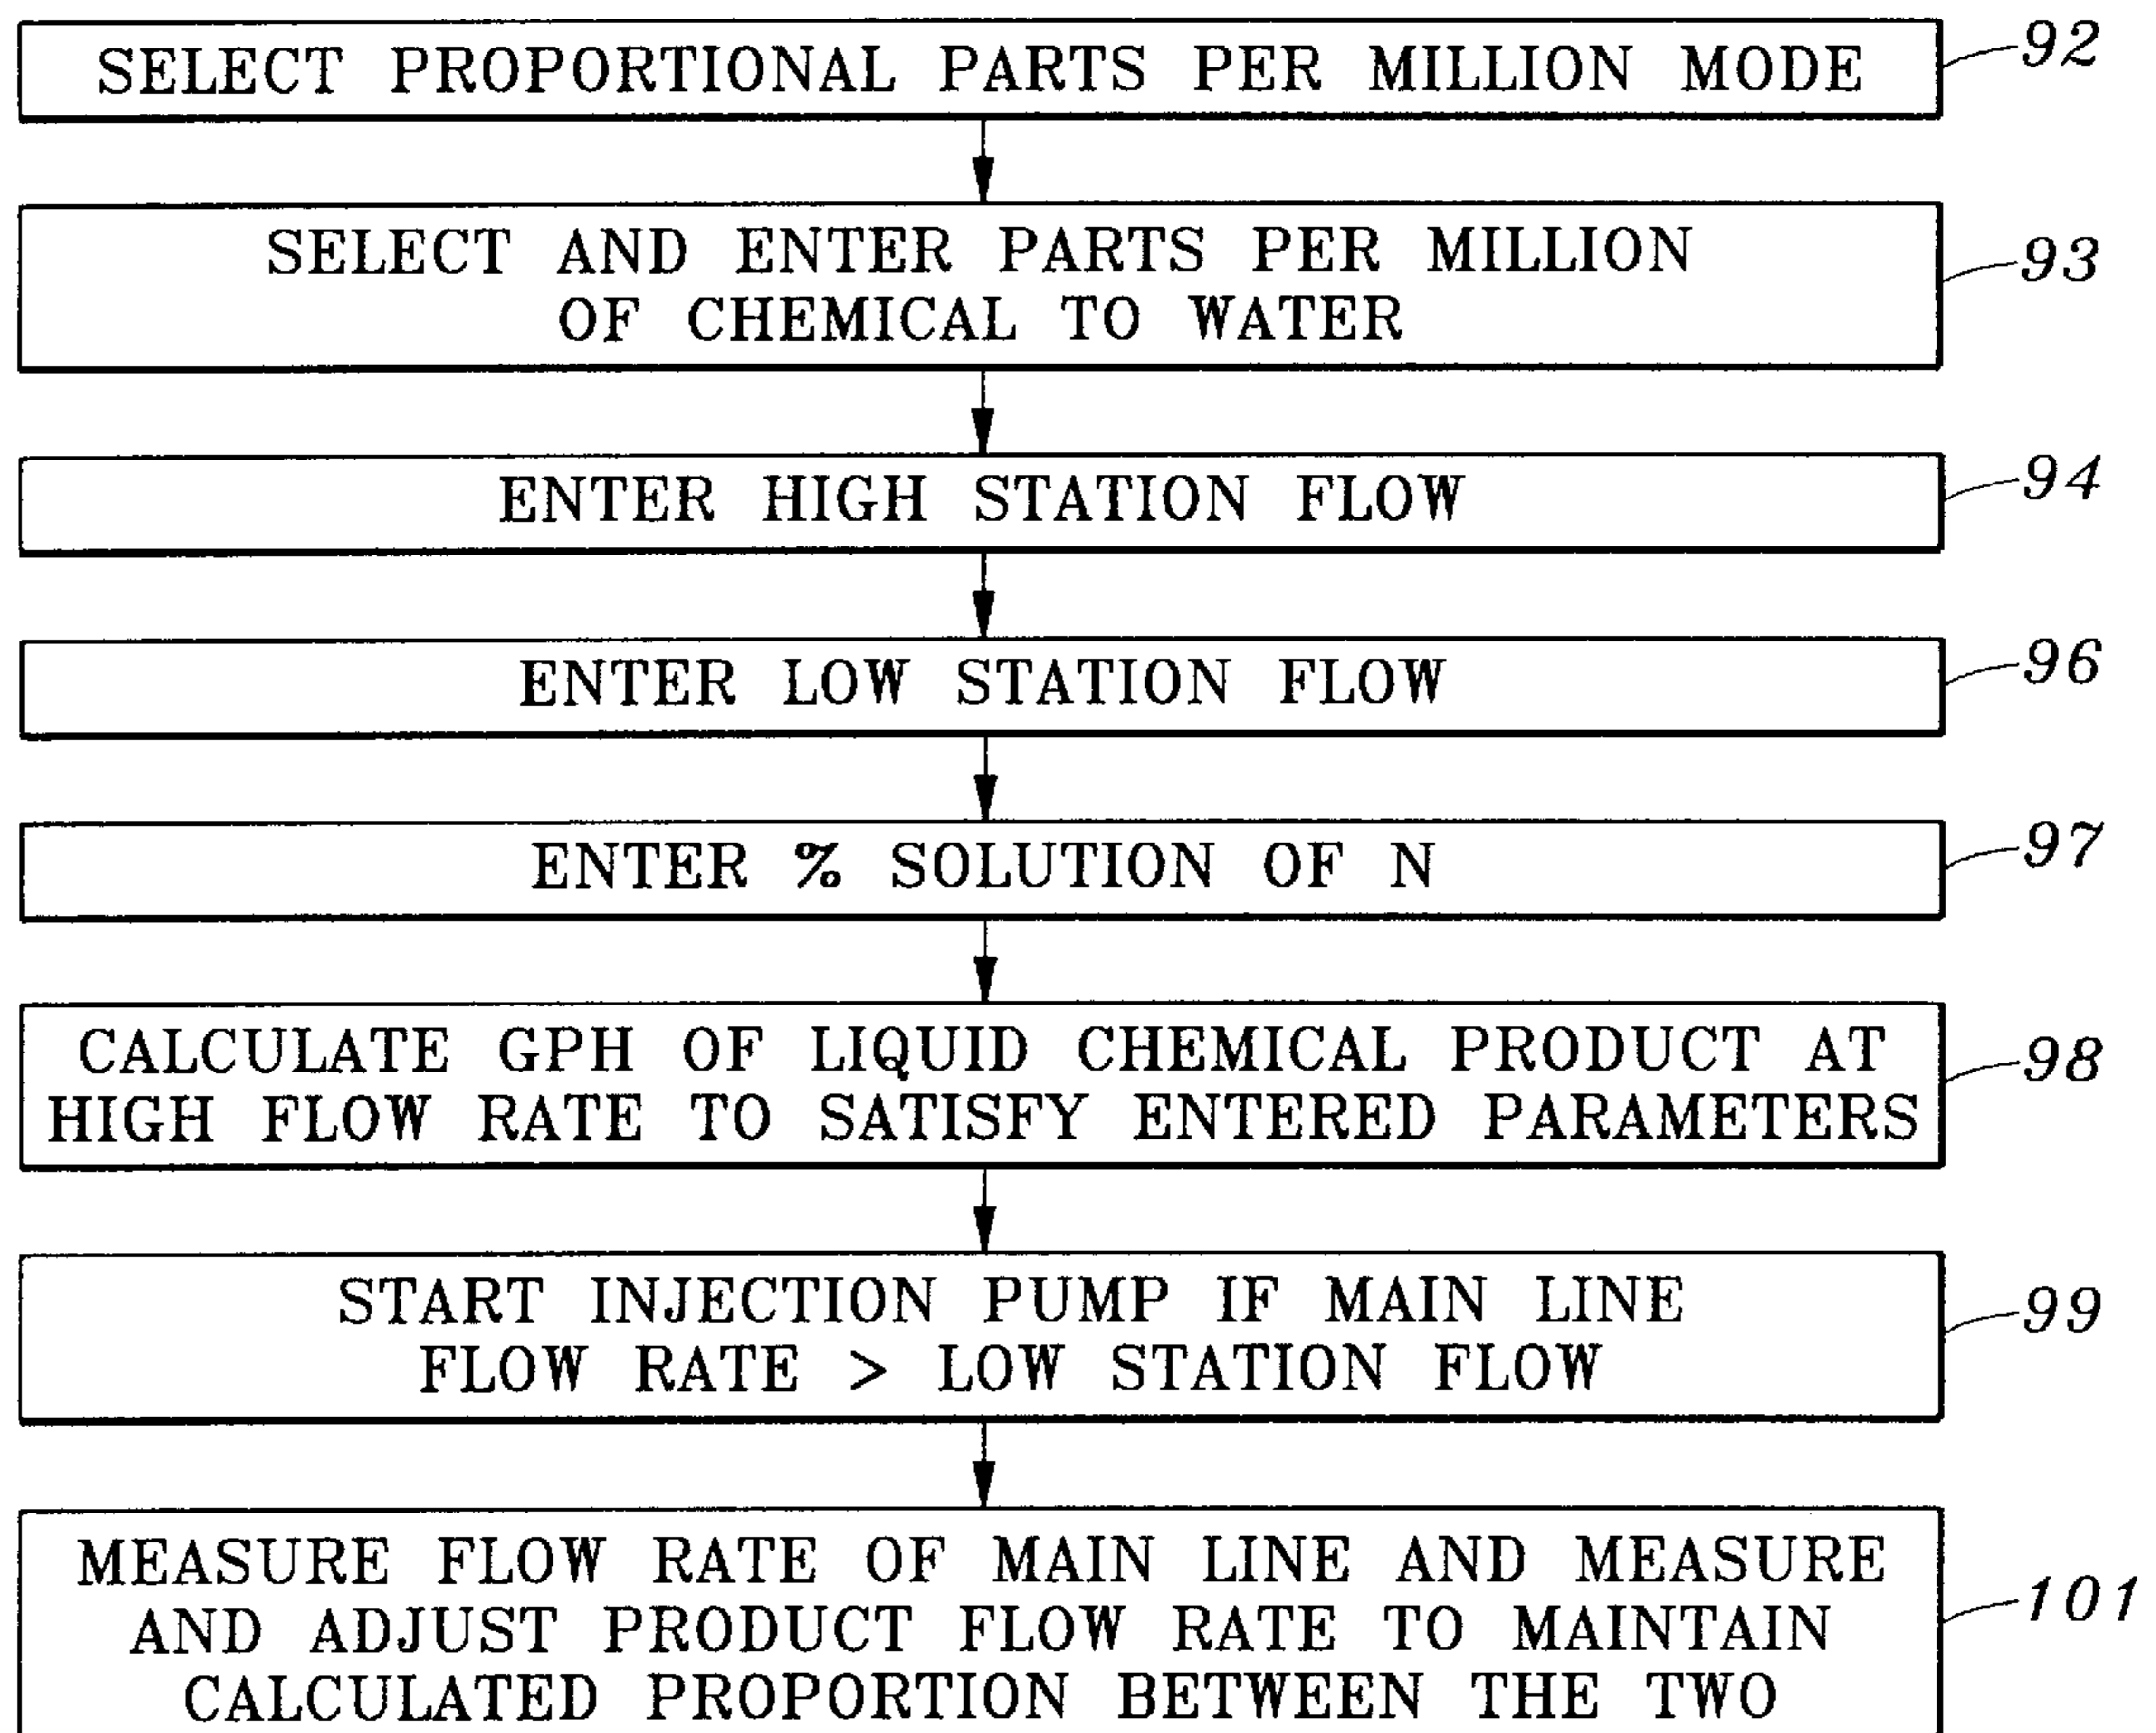 SELECT PROPORTIONAL PARTS PER MILLION MODE
92
SELECT AND ENTER PARTS PER MILLION
OF CHEMICAL TO WATER
93
ENTER HIGH STATION FLOW
94
ENTER LOW STATION FLOW
96
ENTER % SOLUTION OF N
97
CALCULATE GPH OF LIQUID CHEMICAL PRODUCT AT
HIGH FLOW RATE TO SATISFY ENTERED PARAMETERS
98
START INJECTION PUMP IF MAIN LINE
FLOW RATE > LOW STATION FLOW
99
MEASURE FLOW RATE OF MAIN LINE AND MEASURE
AND ADJUST PRODUCT FLOW RATE TO MAINTAIN
CALCULATED PROPORTION BETWEEN THE TWO
101